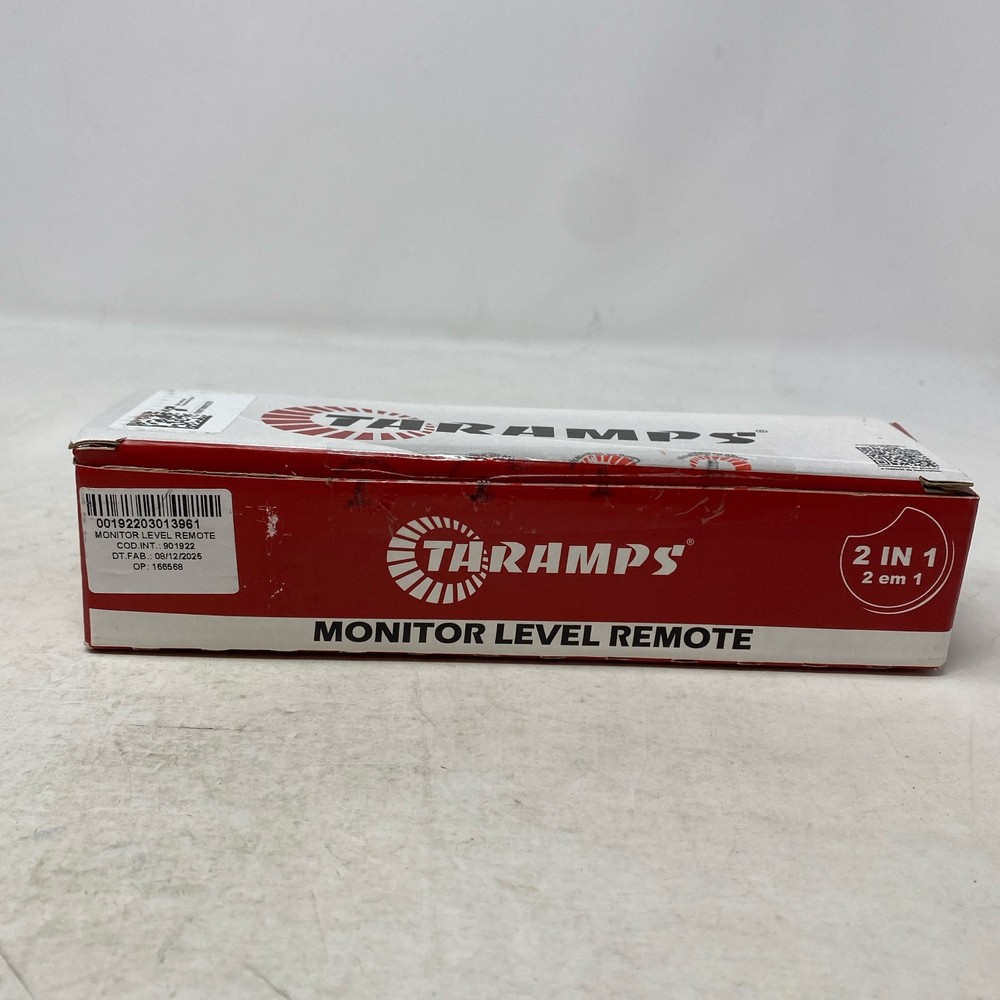 TARAMPS®
00192203013961
MONITOR LEVEL REMOTE
COD.INT.: 901922
DT.FAB.: 08/12/2025
OP: 166568
TARAMPS®
2 IN 1
2 em 1
MONITOR LEVEL REMOTE